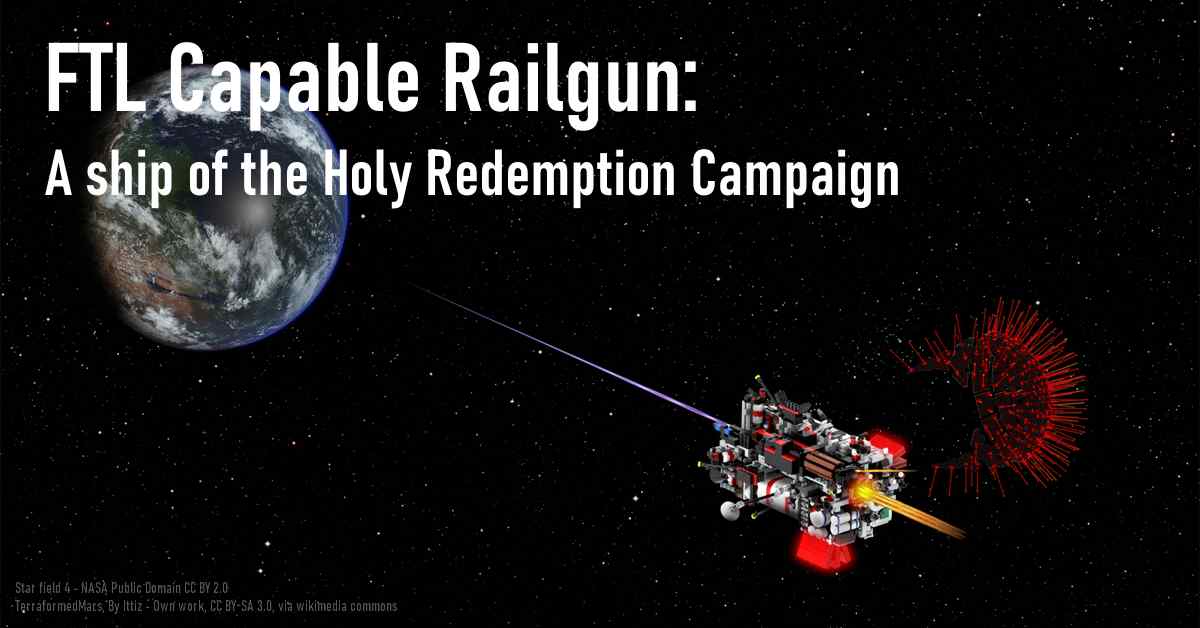 FTL Capable Railgun:
A ship of the Holy Redemption Campaign
Star field 4 - NASA Public Domain CC BY 2.0
TerraformedMars, By Ittiz - Own work, CC BY-SA 3.0, via wikimedia commons